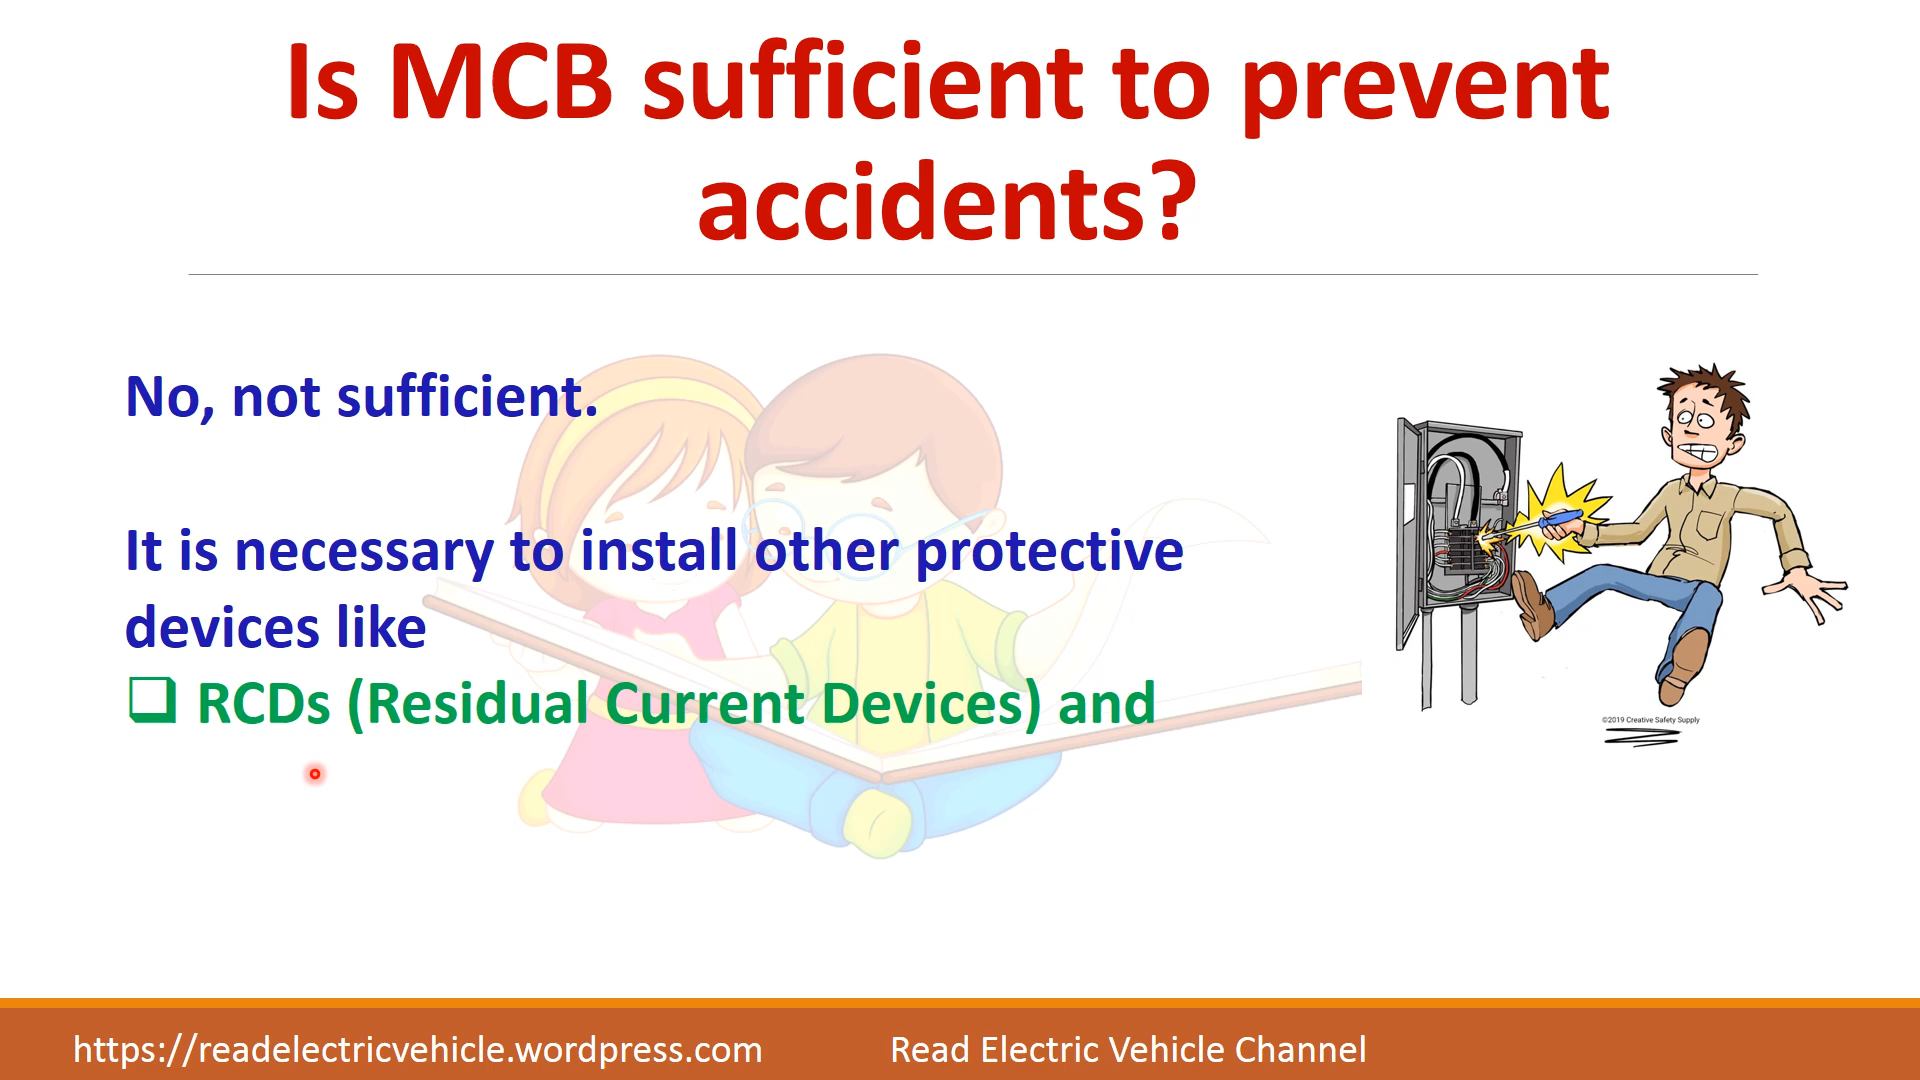 Is MCB sufficient to prevent
accidents?
No, not sufficient.
It is necessary to install other protective
devices like
❑ RCDs (Residual Current Devices) and
©2019 Creative Safety Supply
https://readelectricvehicle.wordpress.com
Read Electric Vehicle Channel